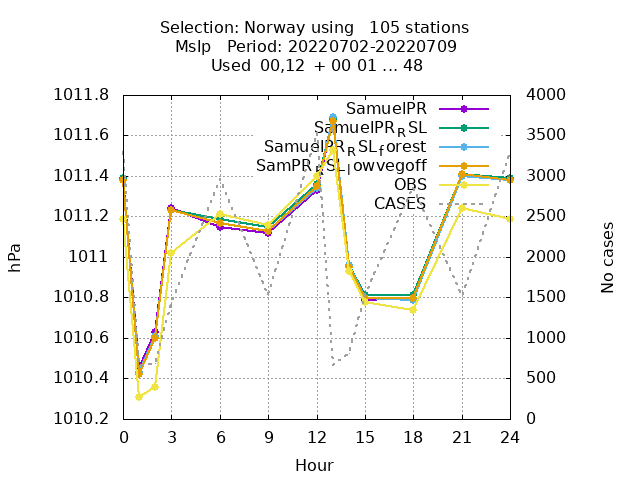 Selection: Norway using 105 stations
Mslp Period: 20220702-20220709
Used 00,12 + 00 01 ... 48
1011.8 4000
1011.6 3500
1011.4 3000
1011.2 2500
1011 2000
1010.8 1500
1010.6 1000
1010.4 500
1010.2 0
SamuelPR
SamuelPR_RSL
SamuelPR_RSL_forest
SamPR_RSL_lowvegoff
OBS
CASES
hPa
No cases
0 3 6 9 12 15 18 21 24
Hour